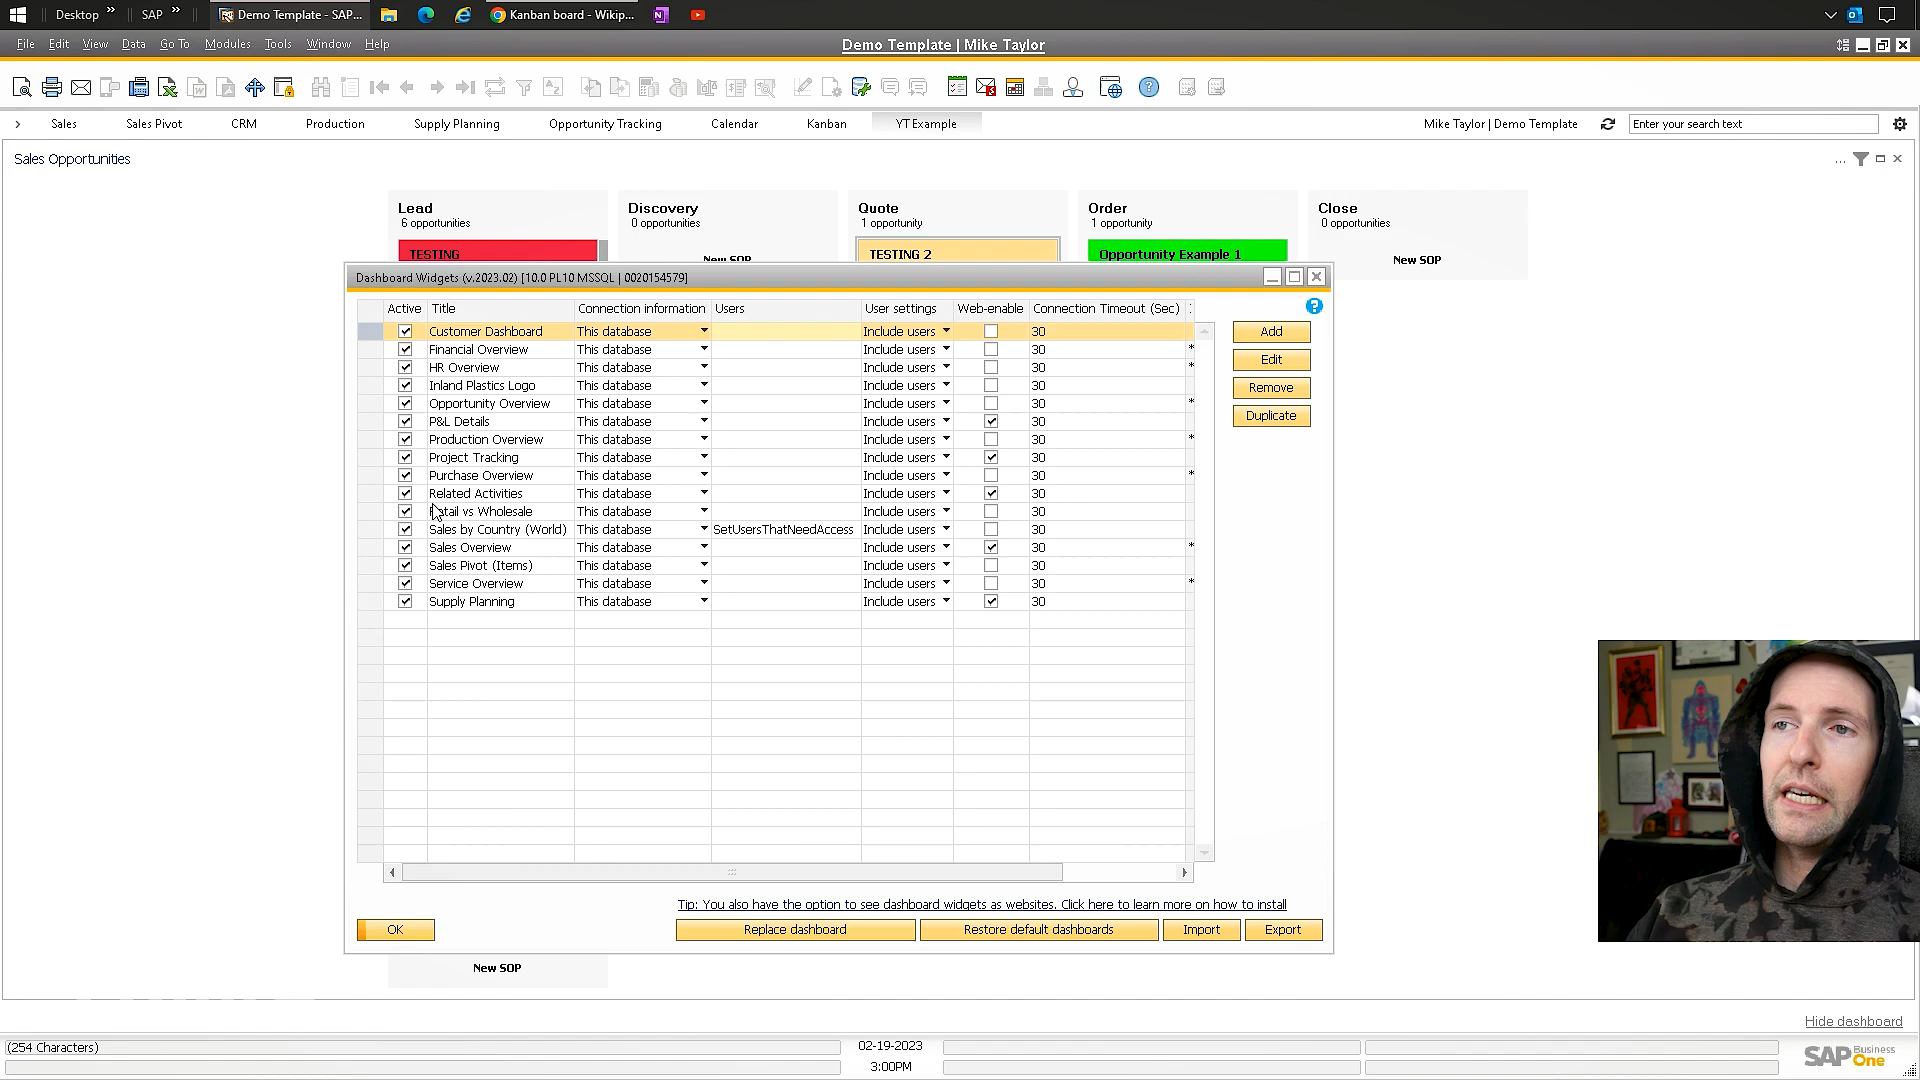 Desktop
SAP
Demo Template - SAP...
Kanban board - Wikip...
File Edit View Data Go To Modules Tools Window Help
Demo Template | Mike Taylor
Sales Sales Pivot CRM Production Supply Planning Opportunity Tracking Calendar Kanban YT Example
Mike Taylor | Demo Template
Enter your search text
Sales Opportunities
Lead Discovery Quote Order Close
6 opportunities 0 opportunities 1 opportunity 1 opportunity 0 opportunities
TESTING New SOP TESTING 2 Opportunity Example 1 New SOP
Dashboard Widgets (v.2023.02) [10.0 PL10 MSSQL | 0020154579]
Active Title Connection information Users User settings Web-enable Connection Timeout (Sec)
Customer Dashboard This database Include users 30
Financial Overview This database Include users 30 *
HR Overview This database Include users 30 *
Inland Plastics Logo This database Include users 30
Opportunity Overview This database Include users 30 *
P&L Details This database Include users 30
Production Overview This database Include users 30 *
Project Tracking This database Include users 30
Purchase Overview This database Include users 30 *
Related Activities This database Include users 30
Retail vs Wholesale This database Include users 30
Sales by Country (World) This database SetUsersThatNeedAccess Include users 30
Sales Overview This database Include users 30 *
Sales Pivot (Items) This database Include users 30
Service Overview This database Include users 30 *
Supply Planning This database Include users 30
Add
Edit
Remove
Duplicate
Tip: You also have the option to see dashboard widgets as websites. Click here to learn more on how to install
OK Replace dashboard Restore default dashboards Import Export
New SOP
Hide dashboard
(254 Characters)
02-19-2023
3:00PM
SAP Business One